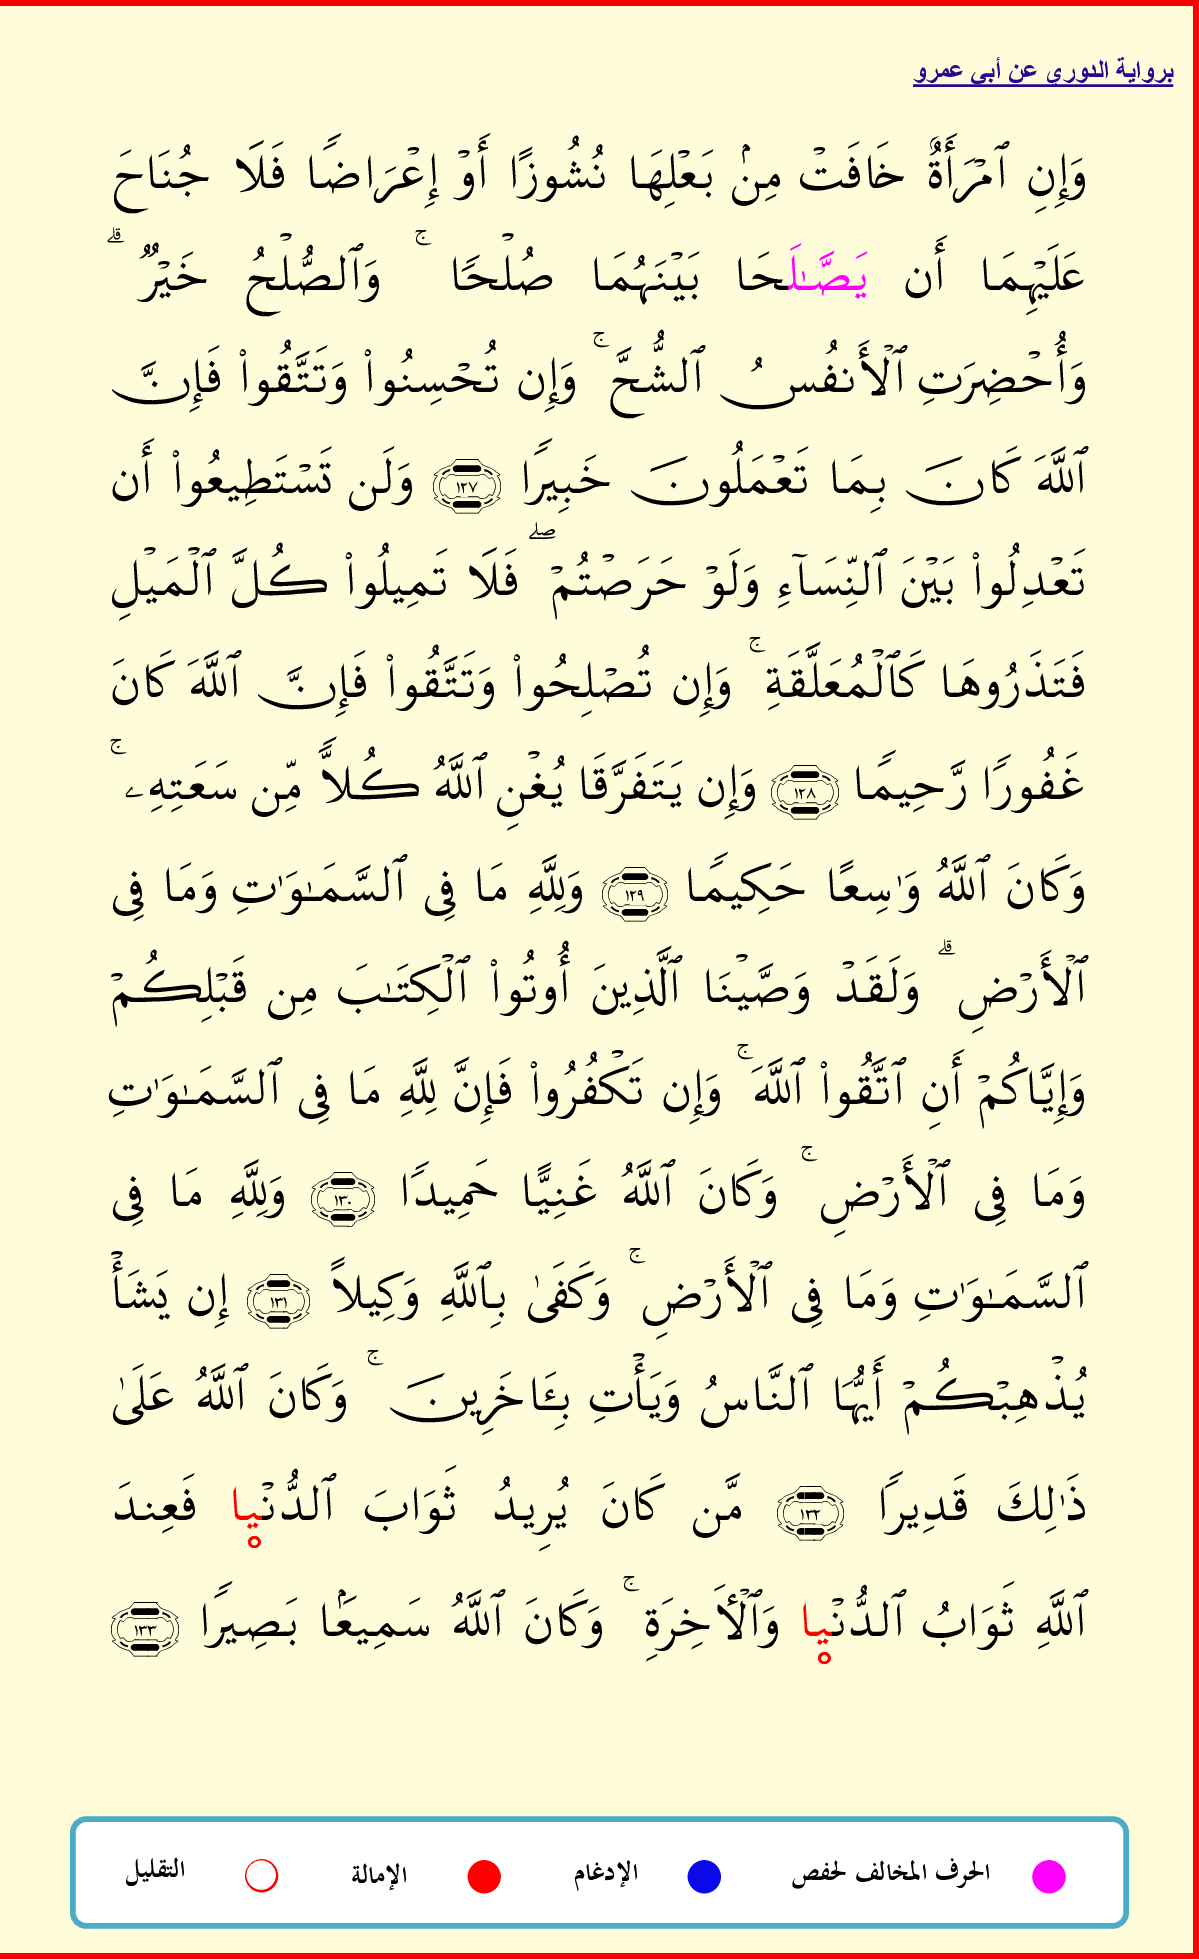 برواية الدوري عن أبي عمرو
وَإِنِ ٱمْرَأَةٌ خَافَتْ مِنۢ بَعْلِهَا نُشُوزًا أَوْ إِعْرَاضًا فَلَا جُنَاحَ
عَلَيْهِمَا أَن يَصَّـٰلَحَا بَيْنَهُمَا صُلْحًا ۚ وَٱلصُّلْحُ خَيْرٌ ۗ
وَأُحْضِرَتِ ٱلْأَنفُسُ ٱلشُّحَّ ۚ وَإِن تُحْسِنُوا۟ وَتَتَّقُوا۟ فَإِنَّ
ٱللَّهَ كَانَ بِمَا تَعْمَلُونَ خَبِيرًا ١٢٧ وَلَن تَسْتَطِيعُوا۟ أَن
تَعْدِلُوا۟ بَيْنَ ٱلنِّسَآءِ وَلَوْ حَرَصْتُمْ ۖ فَلَا تَمِيلُوا۟ كُلَّ ٱلْمَيْلِ
فَتَذَرُوهَا كَٱلْمُعَلَّقَةِ ۚ وَإِن تُصْلِحُوا۟ وَتَتَّقُوا۟ فَإِنَّ ٱللَّهَ كَانَ
غَفُورًا رَّحِيمًا ١٢٨ وَإِن يَتَفَرَّقَا يُغْنِ ٱللَّهُ كُلًّا مِّن سَعَتِهِۦ ۚ
وَكَانَ ٱللَّهُ وَٰسِعًا حَكِيمًا ١٢٩ وَلِلَّهِ مَا فِى ٱلسَّمَـٰوَٰتِ وَمَا فِى
ٱلْأَرْضِ ۗ وَلَقَدْ وَصَّيْنَا ٱلَّذِينَ أُوتُوا۟ ٱلْكِتَـٰبَ مِن قَبْلِكُمْ
وَإِيَّاكُمْ أَنِ ٱتَّقُوا۟ ٱللَّهَ ۚ وَإِن تَكْفُرُوا۟ فَإِنَّ لِلَّهِ مَا فِى ٱلسَّمَـٰوَٰتِ
وَمَا فِى ٱلْأَرْضِ ۚ وَكَانَ ٱللَّهُ غَنِيًّا حَمِيدًا ١٣٠ وَلِلَّهِ مَا فِى
ٱلسَّمَـٰوَٰتِ وَمَا فِى ٱلْأَرْضِ ۚ وَكَفَىٰ بِٱللَّهِ وَكِيلًا ١٣١ إِن يَشَأْ
يُذْهِبْكُمْ أَيُّهَا ٱلنَّاسُ وَيَأْتِ بِـَٔاخَرِينَ ۚ وَكَانَ ٱللَّهُ عَلَىٰ
ذَٰلِكَ قَدِيرًا ١٣٢ مَّن كَانَ يُرِيدُ ثَوَابَ ٱلدُّنْيا فَعِندَ
ٱللَّهِ ثَوَابُ ٱلدُّنْيا وَٱلْـَٔاخِرَةِ ۚ وَكَانَ ٱللَّهُ سَمِيعًۢا بَصِيرًا ١٣٣
الحرف المخالف لحفص الإدغام الإمالة التقليل